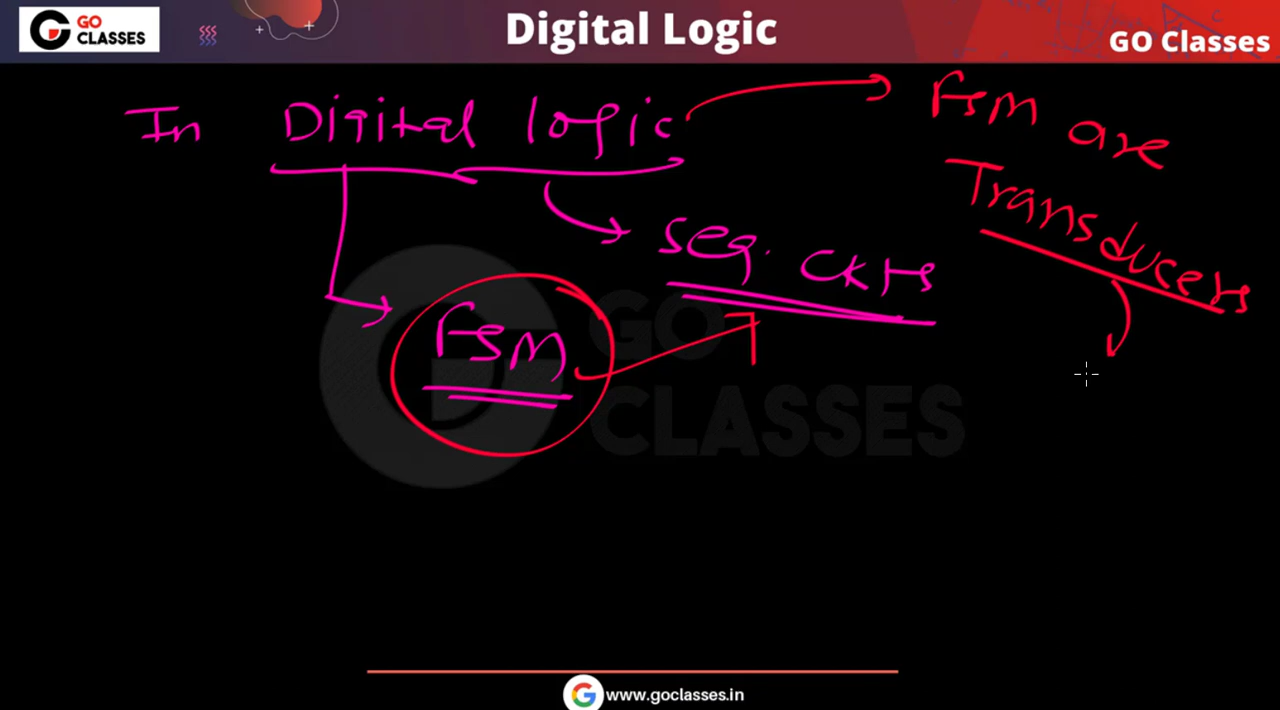 GO
CLASSES
Digital Logic
GO Classes
In Digital logic
FSM are
Transducers
seq. ckts
FSM
GO
CLASSES
www.goclasses.in